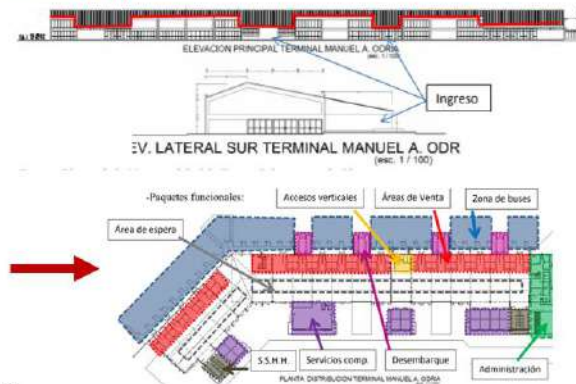 ELEVACION PRINCIPAL TERMINAL MANUEL A. ODRIA
(esc. 1 / 100)
Ingreso
EV. LATERAL SUR TERMINAL MANUEL A. ODR
(esc. 1 / 100)
-Paquetes funcionales:
Accesos verticales
Áreas de Venta
Zona de buses
Área de espera
S.S.H.H.
Servicios comp.
Desembarque
Administración
PLANTA DISTRIBUCION TERMINAL MANUEL A. ODRIA